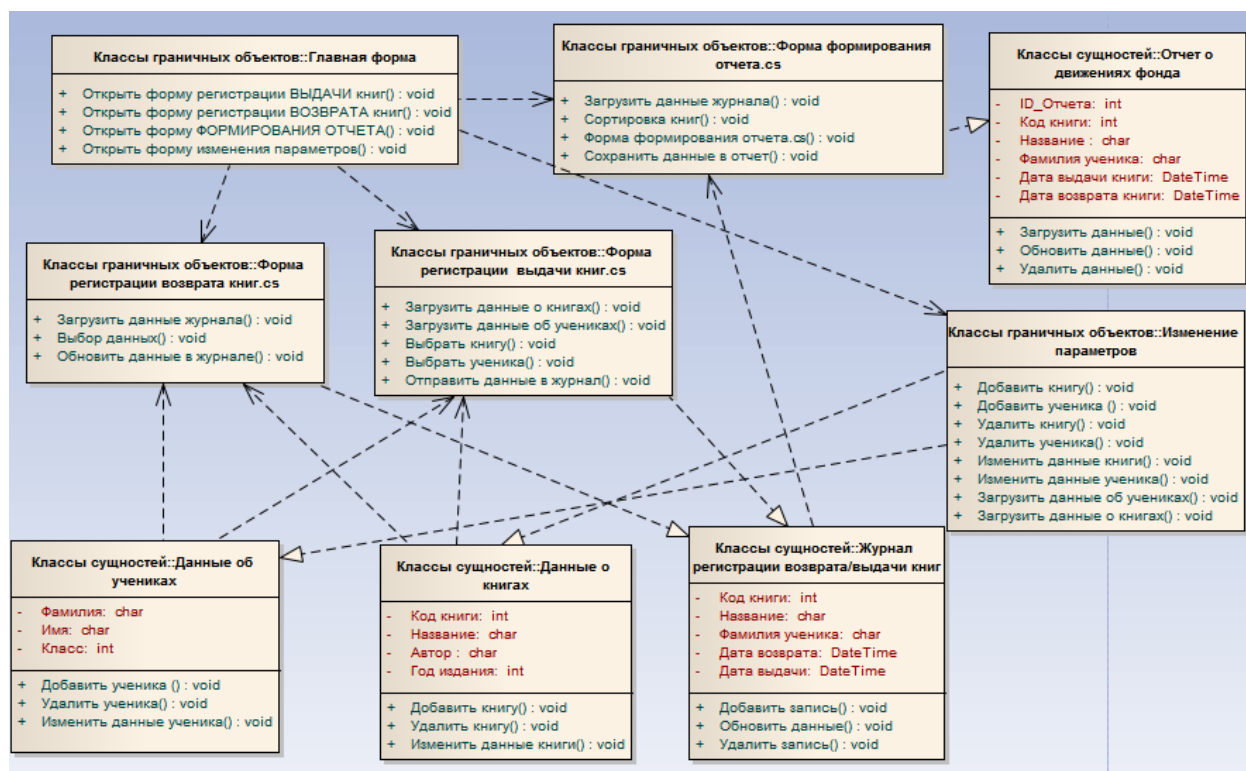 Классы граничных объектов::Главная форма
+ Открыть форму регистрации ВЫДАЧИ книг() : void
+ Открыть форму регистрации ВОЗВРАТА книг() : void
+ Открыть форму ФОРМИРОВАНИЯ ОТЧЕТА() : void
+ Открыть форму изменения параметров() : void
Классы граничных объектов::Форма формирования
отчета.cs
+ Загрузить данные журнала() : void
+ Сортировка книг() : void
+ Форма формирования отчета.cs() : void
+ Сохранить данные в отчет() : void
Классы сущностей::Отчет о
движениях фонда
- ID_Отчета: int
- Код книги: int
- Название : char
- Фамилия ученика: char
- Дата выдачи книги: DateTime
- Дата возврата книги: DateTime
+ Загрузить данные() : void
+ Обновить данные() : void
+ Удалить данные() : void
Классы граничных объектов::Форма
регистрации возврата книг.cs
+ Загрузить данные журнала() : void
+ Выбор данных() : void
+ Обновить данные в журнале() : void
Классы граничных объектов::Форма
регистрации выдачи книг.cs
+ Загрузить данные о книгах() : void
+ Загрузить данные об учениках() : void
+ Выбрать книгу() : void
+ Выбрать ученика() : void
+ Отправить данные в журнал() : void
Классы граничных объектов::Изменение
параметров
+ Добавить книгу() : void
+ Добавить ученика () : void
+ Удалить книгу() : void
+ Удалить ученика() : void
+ Изменить данные книги() : void
+ Изменить данные ученика() : void
+ Загрузить данные об учениках() : void
+ Загрузить данные о книгах() : void
Классы сущностей::Данные об
учениках
- Фамилия: char
- Имя: char
- Класс: int
+ Добавить ученика () : void
+ Удалить ученика() : void
+ Изменить данные ученика() : void
Классы сущностей::Данные о
книгах
- Код книги: int
- Название: char
- Автор : char
- Год издания: int
+ Добавить книгу() : void
+ Удалить книгу() : void
+ Изменить данные книги() : void
Классы сущностей::Журнал
регистрации возврата/выдачи книг
- Код книги: int
- Название: char
- Фамилия ученика: char
- Дата возврата: DateTime
- Дата выдачи: DateTime
+ Добавить запись() : void
+ Обновить данные() : void
+ Удалить запись() : void